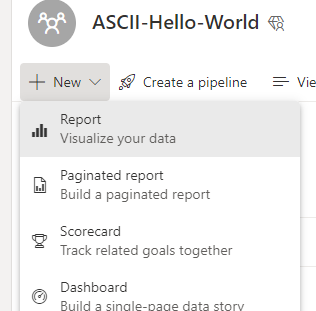 ASCII-Hello-World
New
Create a pipeline
Vie
Report
Visualize your data
Paginated report
Build a paginated report
Scorecard
Track related goals together
Dashboard
Build a single-page data story